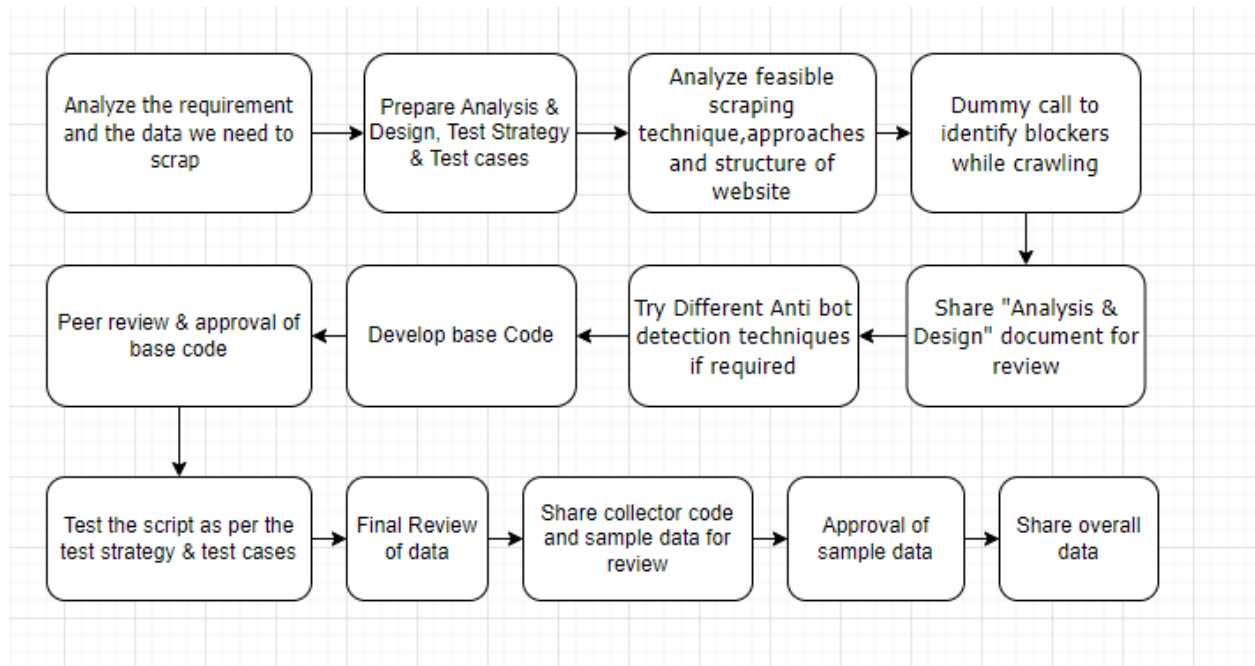 Analyze the requirement
and the data we need to
scrap
Prepare Analysis &
Design, Test Strategy
& Test cases
Analyze feasible
scraping
technique,approaches
and structure of
website
Dummy call to
identify blockers
while crawling
Peer review & approval of
base code
Develop base Code
Try Different Anti bot
detection techniques
if required
Share "Analysis &
Design" document for
review
Test the script as per the
test strategy & test cases
Final Review
of data
Share collector code
and sample data for
review
Approval of
sample data
Share overall
data